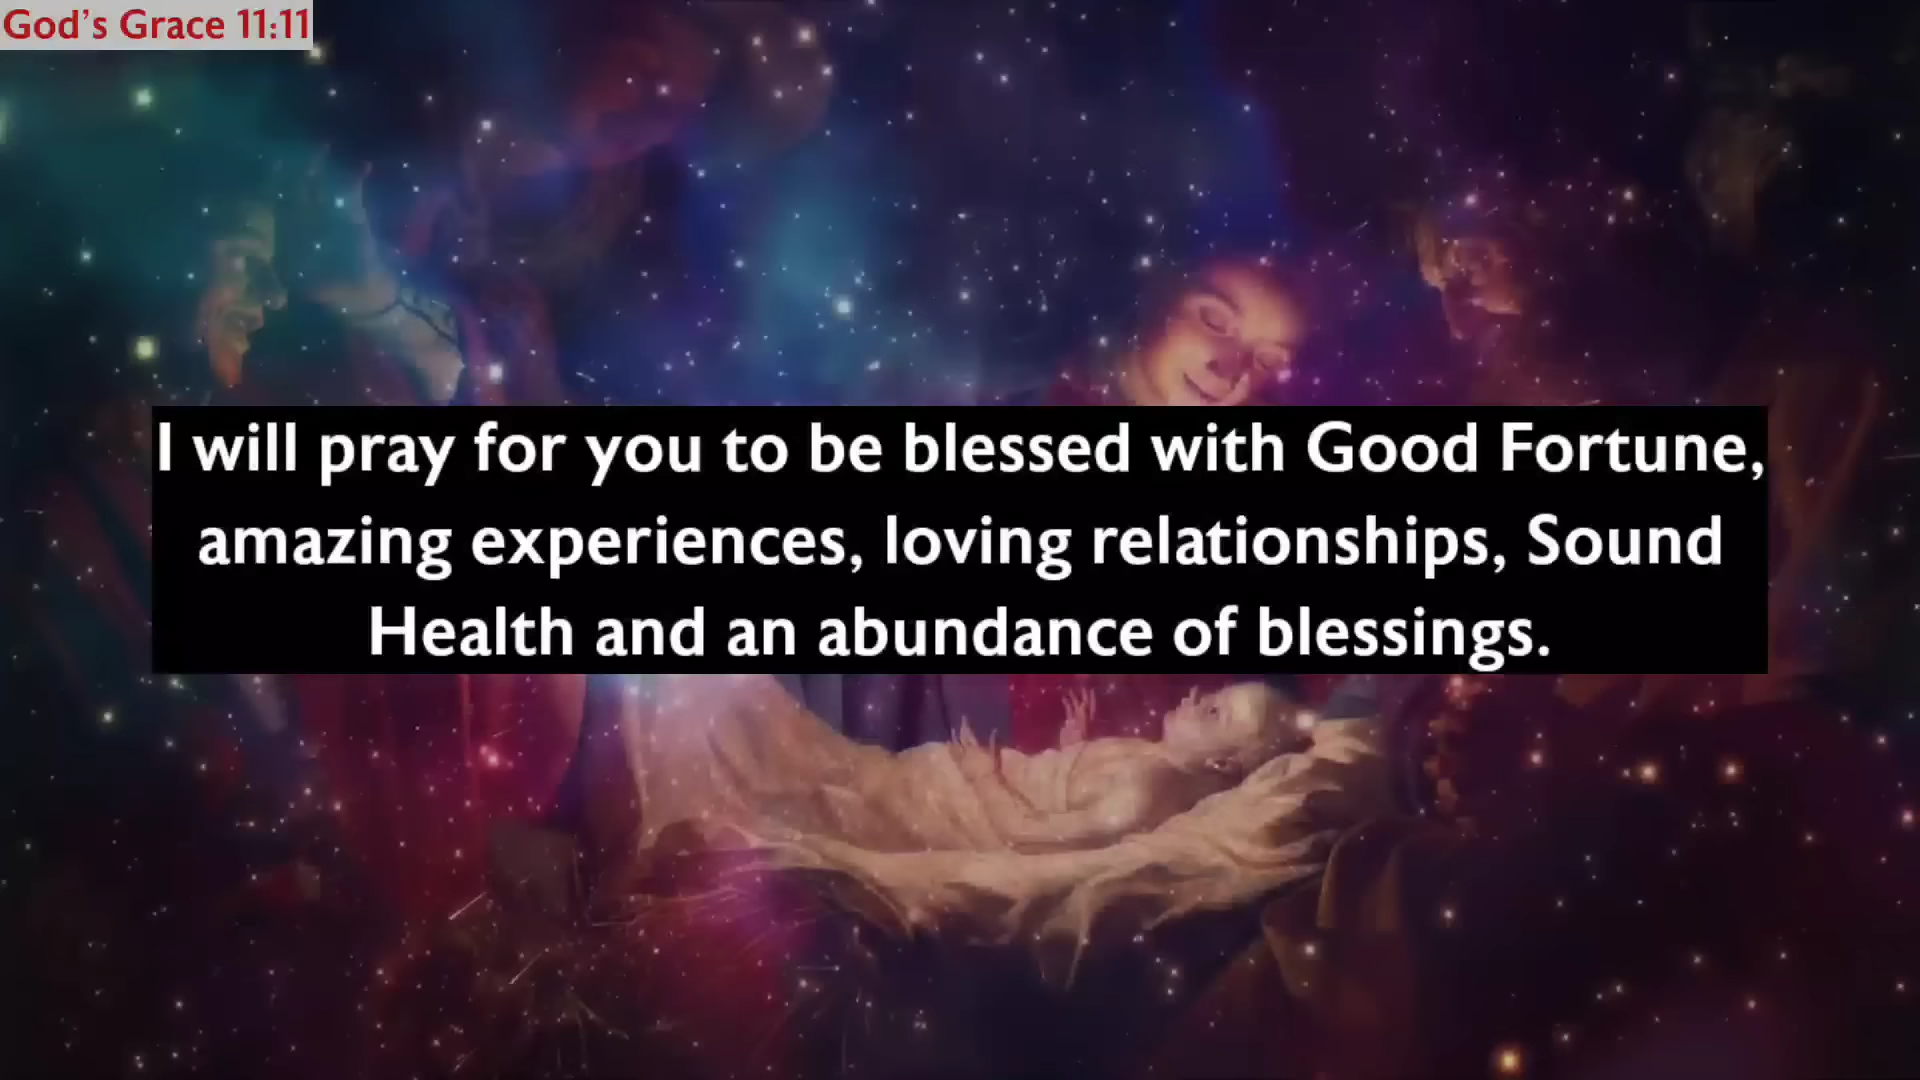 God's Grace 11:11
I will pray for you to be blessed with Good Fortune,
amazing experiences, loving relationships, Sound
Health and an abundance of blessings.